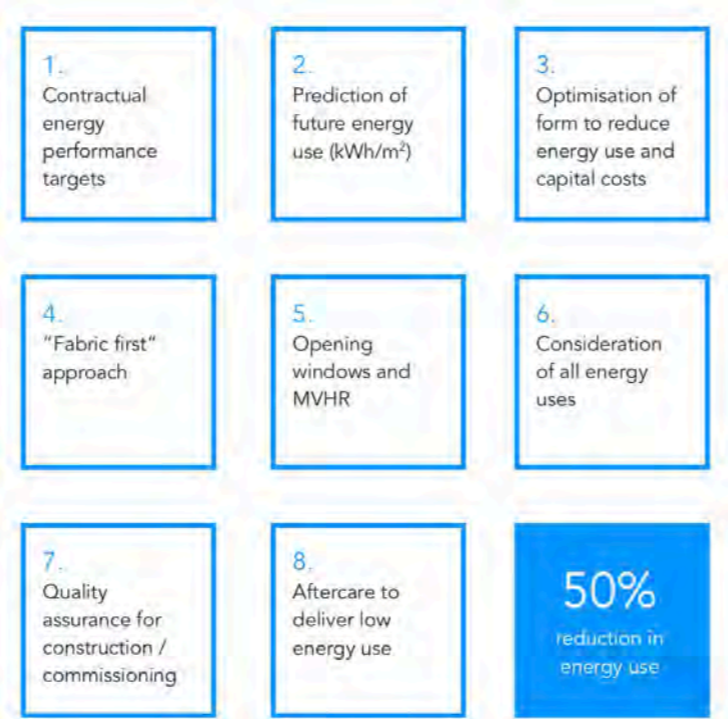 1.
Contractual
energy
performance
targets
2.
Prediction of
future energy
use (kWh/m²)
3.
Optimisation of
form to reduce
energy use and
capital costs
4.
"Fabric first"
approach
5.
Opening
windows and
MVHR
6.
Consideration
of all energy
uses
7.
Quality
assurance for
construction /
commissioning
8.
Aftercare to
deliver low
energy use
50%
reduction in
energy use